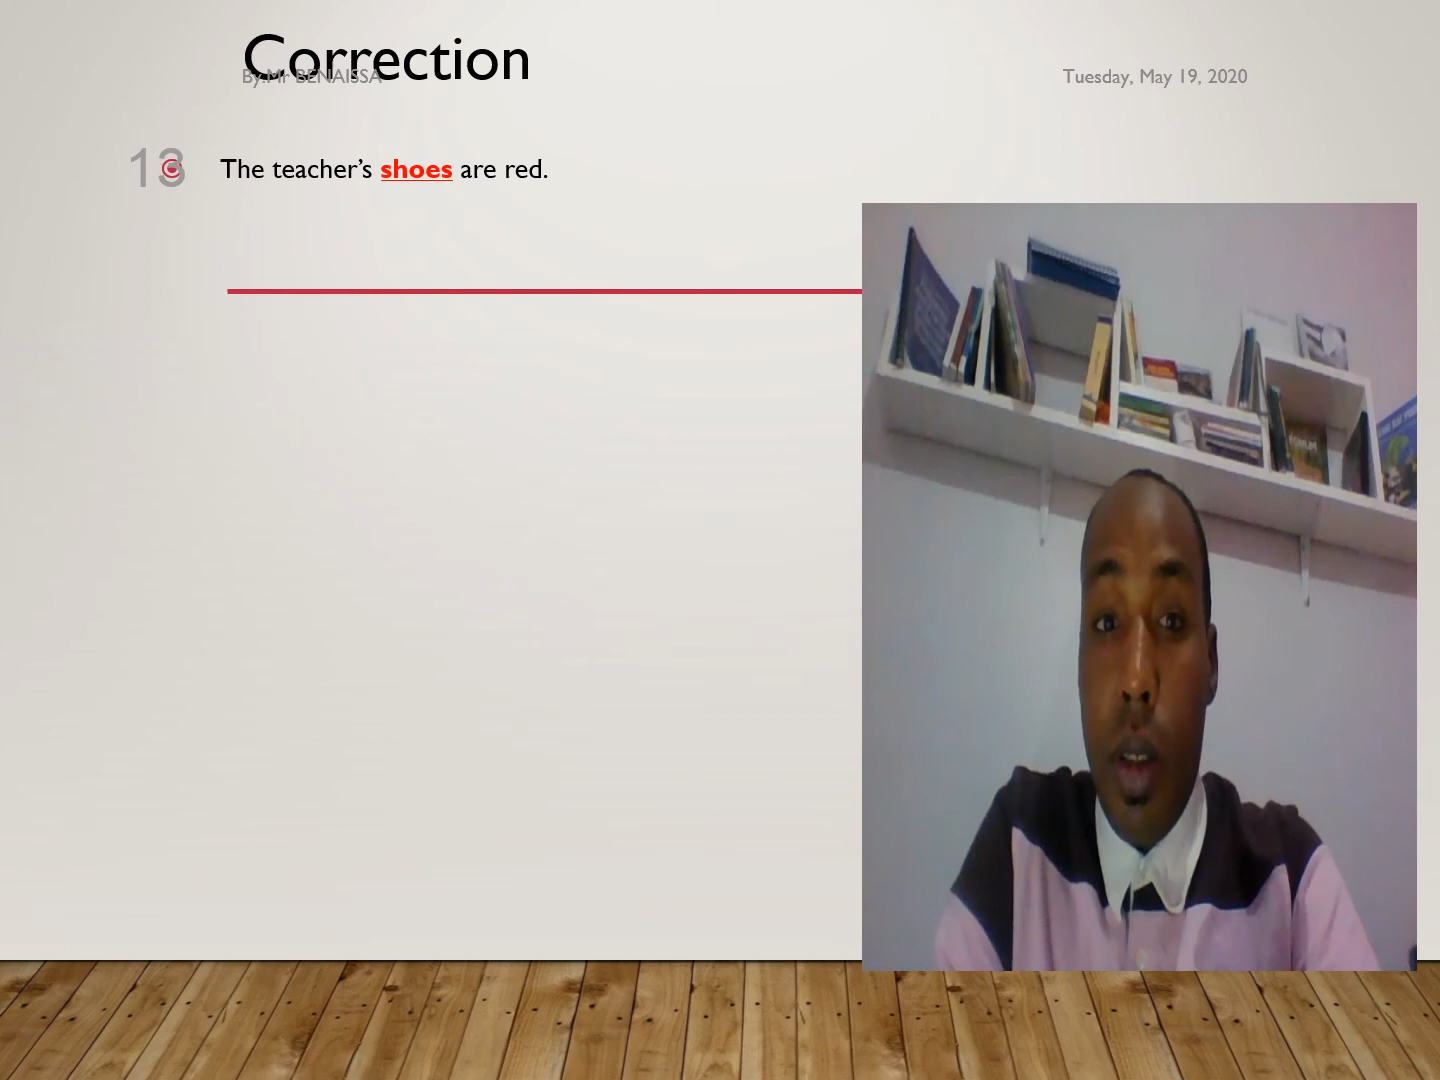 Correction
By:Mr BENAISSA
Tuesday, May 19, 2020
13
The teacher’s shoes are red.